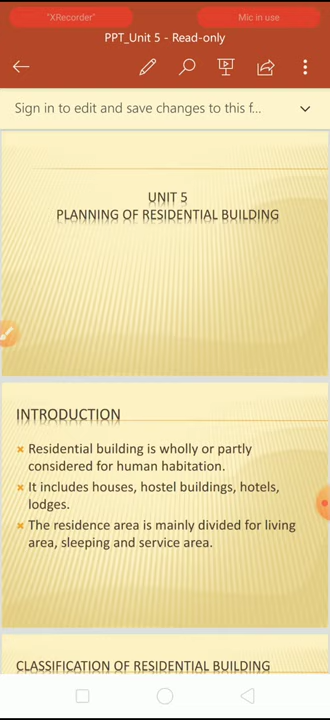 "XRecorder"
Mic in use
PPT_Unit 5 - Read-only
Sign in to edit and save changes to this f...
UNIT 5
PLANNING OF RESIDENTIAL BUILDING
INTRODUCTION
Residential building is wholly or partly
considered for human habitation.
It includes houses, hostel buildings, hotels,
lodges.
The residence area is mainly divided for living
area, sleeping and service area.
CLASSIFICATION OF RESIDENTIAL BUILDING